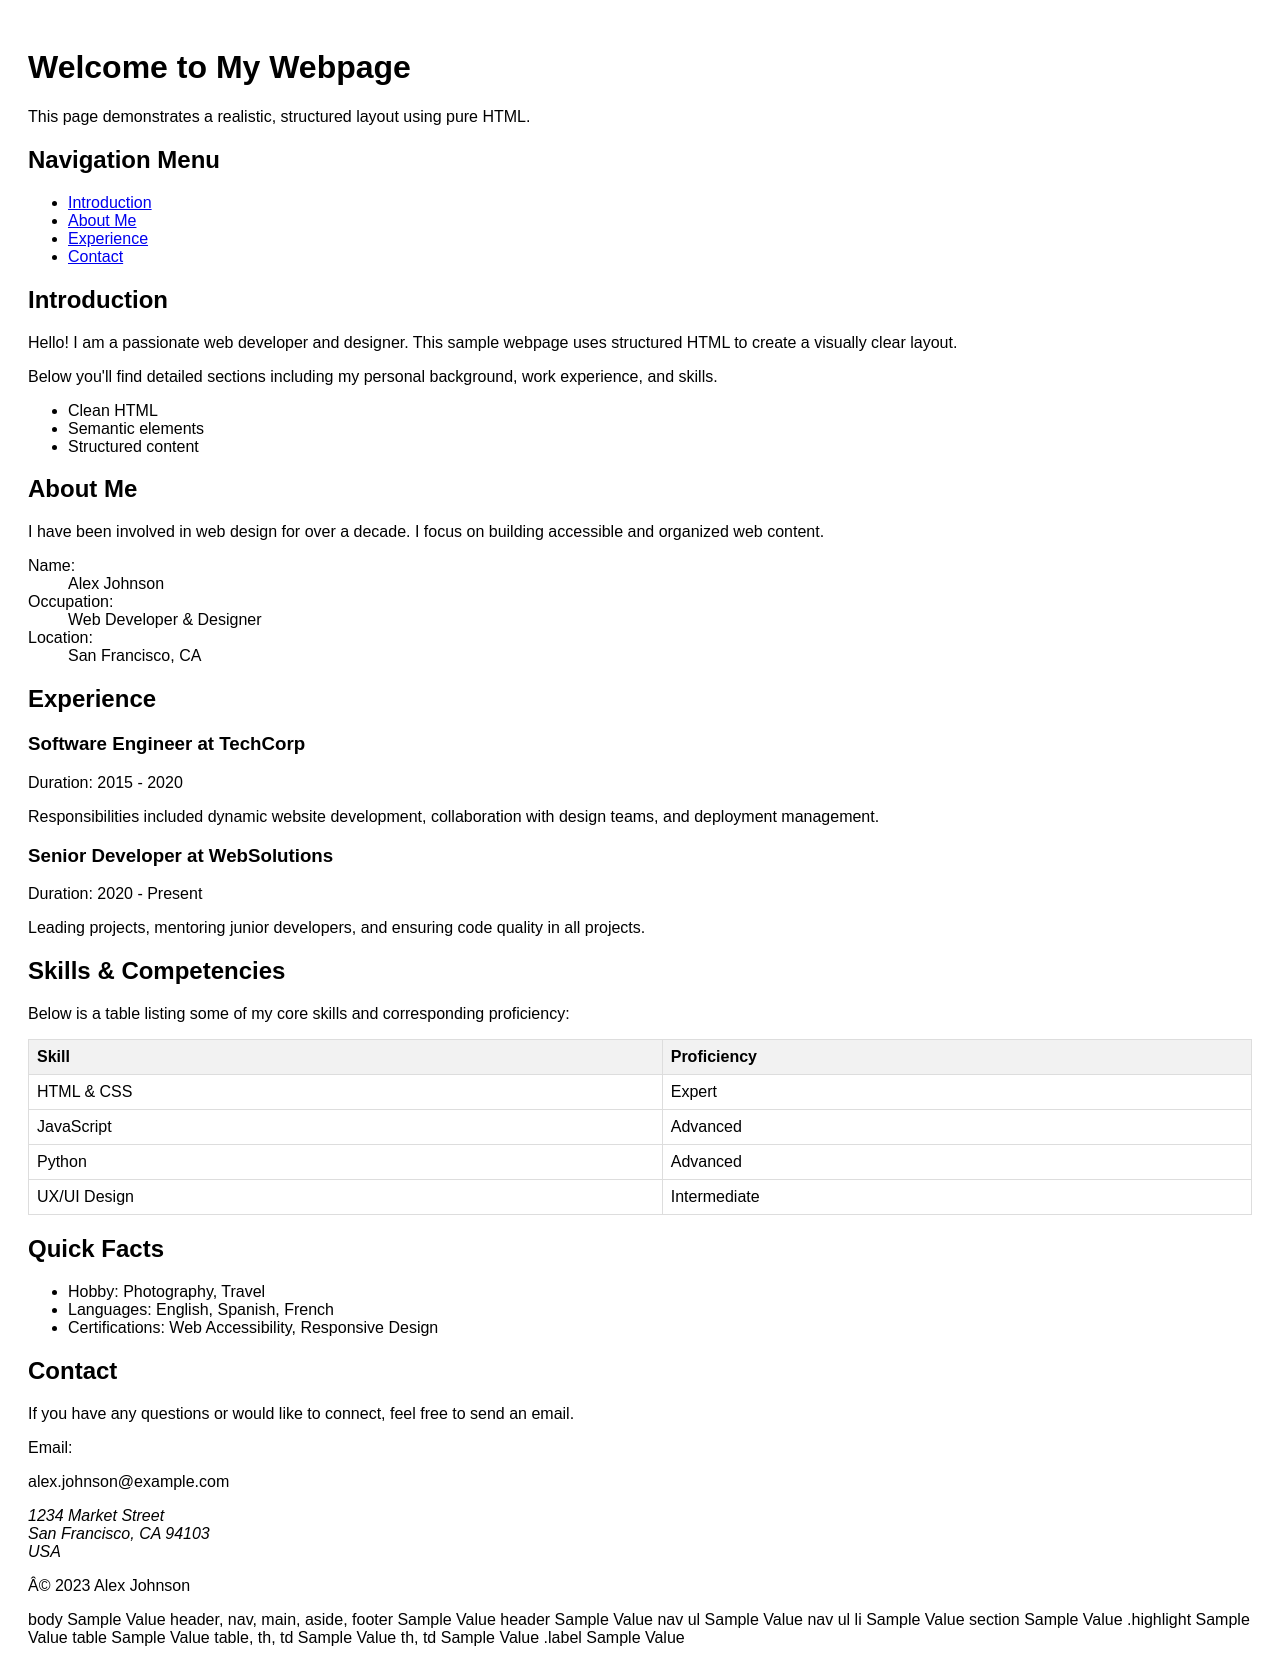 Welcome to My Webpage
This page demonstrates a realistic, structured layout using pure HTML.
Navigation Menu
Introduction
About Me
Experience
Contact
Introduction
Hello! I am a passionate web developer and designer. This sample webpage uses structured HTML to create a visually clear layout.
Below you'll find detailed sections including my personal background, work experience, and skills.
Clean HTML
Semantic elements
Structured content
About Me
I have been involved in web design for over a decade. I focus on building accessible and organized web content.
Name:
Alex Johnson
Occupation:
Web Developer & Designer
Location:
San Francisco, CA
Experience
Software Engineer at TechCorp
Duration: 2015 - 2020
Responsibilities included dynamic website development, collaboration with design teams, and deployment management.
Senior Developer at WebSolutions
Duration: 2020 - Present
Leading projects, mentoring junior developers, and ensuring code quality in all projects.
Skills & Competencies
Below is a table listing some of my core skills and corresponding proficiency:
Skill Proficiency
HTML & CSS Expert
JavaScript Advanced
Python Advanced
UX/UI Design Intermediate
Quick Facts
Hobby: Photography, Travel
Languages: English, Spanish, French
Certifications: Web Accessibility, Responsive Design
Contact
If you have any questions or would like to connect, feel free to send an email.
Email:
alex.johnson@example.com
1234 Market Street
San Francisco, CA 94103
USA
Â© 2023 Alex Johnson
body Sample Value header, nav, main, aside, footer Sample Value header Sample Value nav ul Sample Value nav ul li Sample Value section Sample Value .highlight Sample
Value table Sample Value table, th, td Sample Value th, td Sample Value .label Sample Value